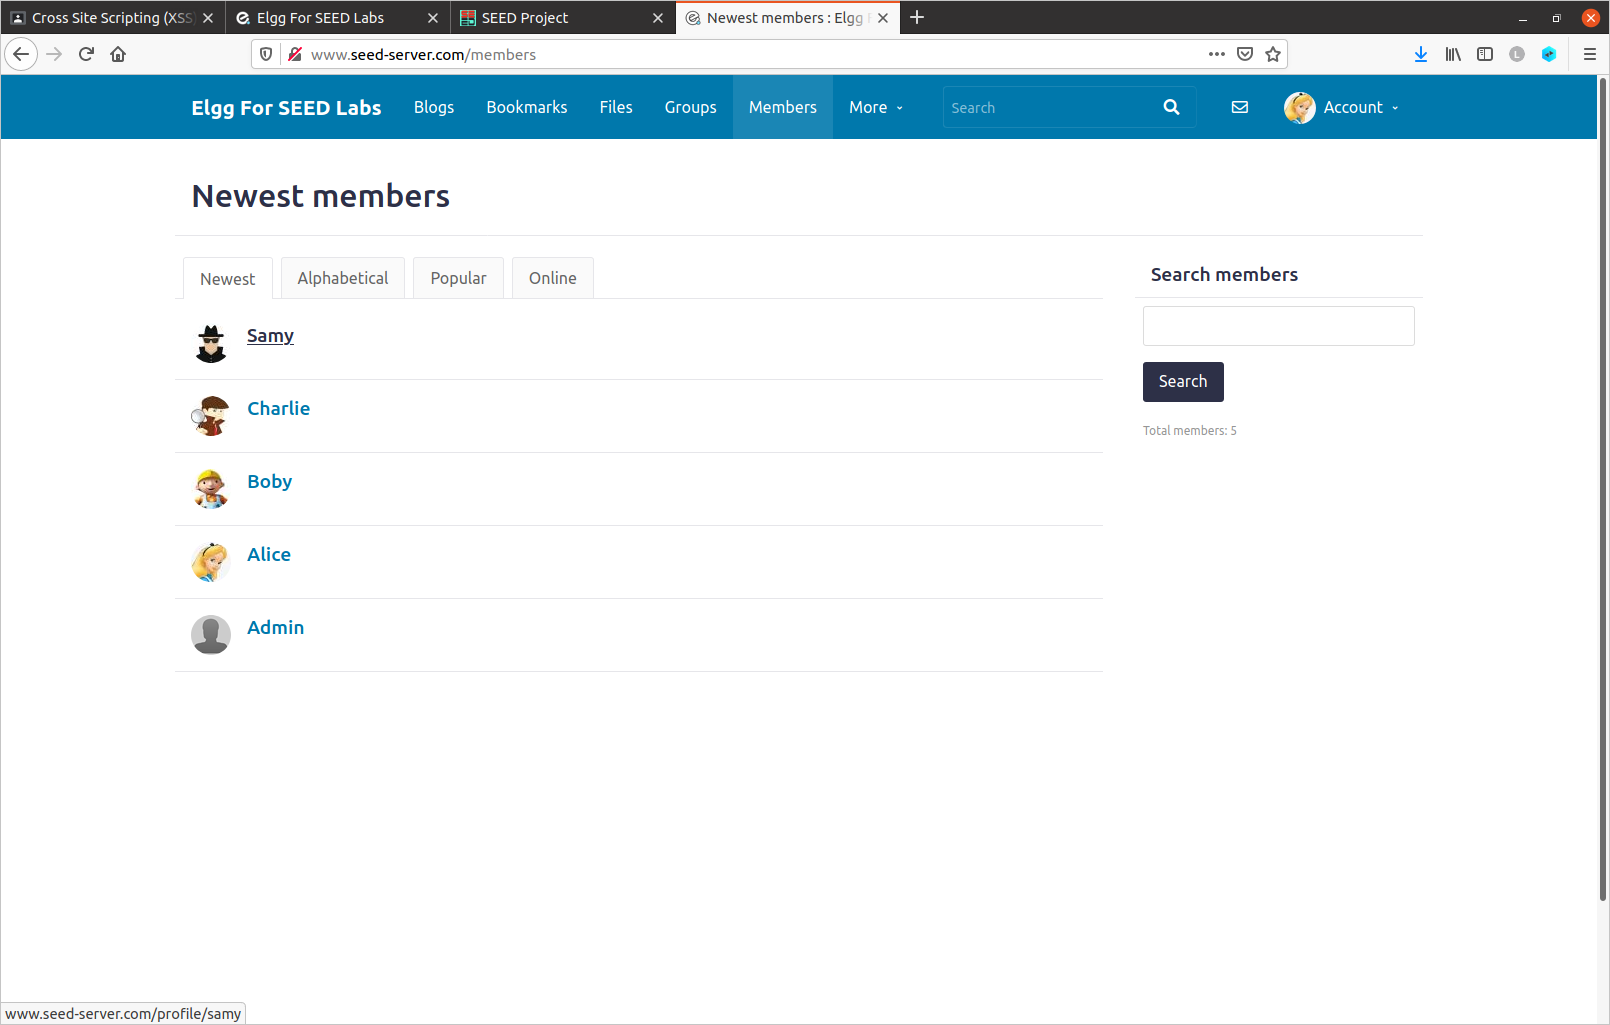 Cross Site Scripting (XSS
Elgg For SEED Labs
SEED Project
Newest members : Elgg
www.seed-server.com/members
Elgg For SEED Labs Blogs Bookmarks Files Groups Members More Search Account
Newest members
Newest Alphabetical Popular Online
Search members
Samy
Charlie
Search
Total members: 5
Boby
Alice
Admin
www.seed-server.com/profile/samy